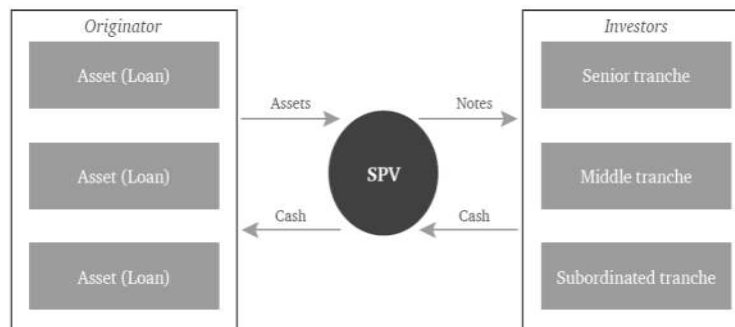 Originator
Asset (Loan)
Asset (Loan)
Asset (Loan)
Assets
Cash
SPV
Notes
Cash
Investors
Senior tranche
Middle tranche
Subordinated tranche